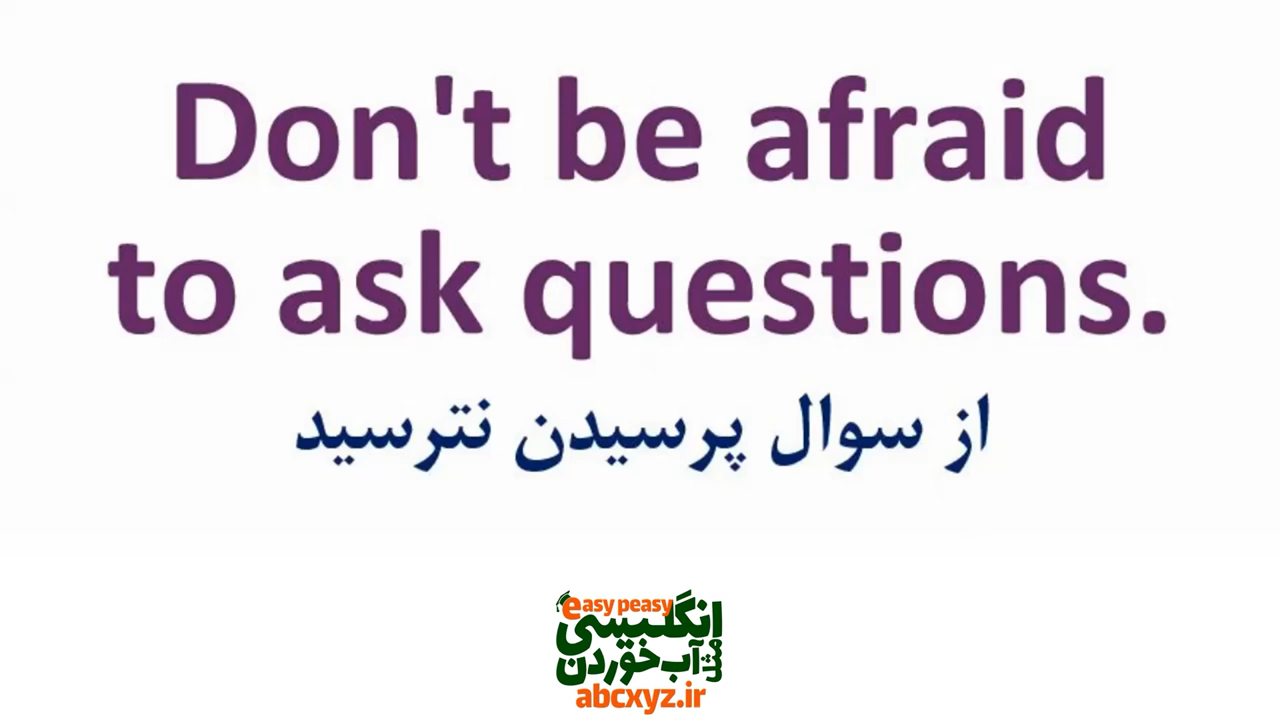 Don't be afraid
to ask questions.
از سوال پرسیدن نترسید
easy peasy
انگلیسی
مثل آب خوردن
abcxyz.ir